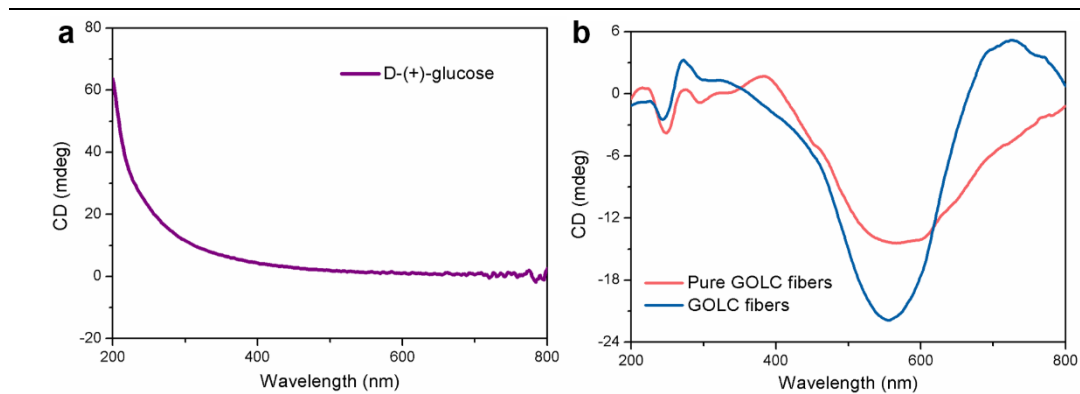 a
80
60
40
20
0
-20
CD (mdeg)
D-(+)-glucose
200
400
600
800
Wavelength (nm)
b
6
0
-6
-12
-18
-24
CD (mdeg)
Pure GOLC fibers
GOLC fibers
200
400
600
800
Wavelength (nm)